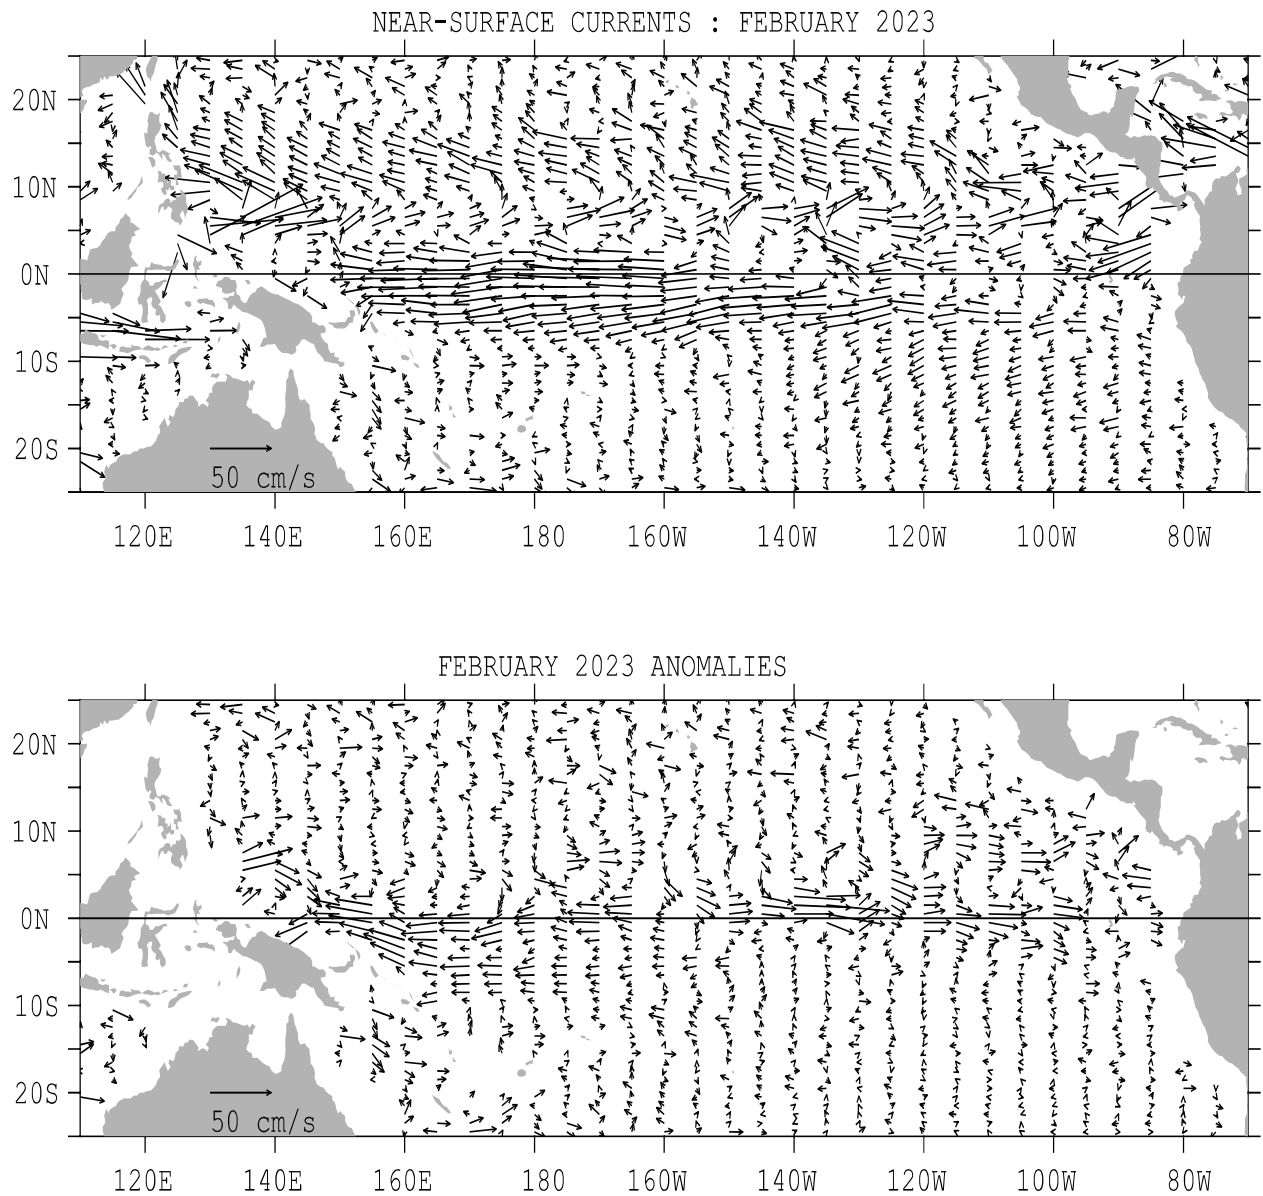 NEAR-SURFACE CURRENTS : FEBRUARY 2023
20N
10N
0N
10S
20S
50 cm/s
120E 140E 160E 180 160W 140W 120W 100W 80W
FEBRUARY 2023 ANOMALIES
20N
10N
0N
10S
20S
50 cm/s
120E 140E 160E 180 160W 140W 120W 100W 80W